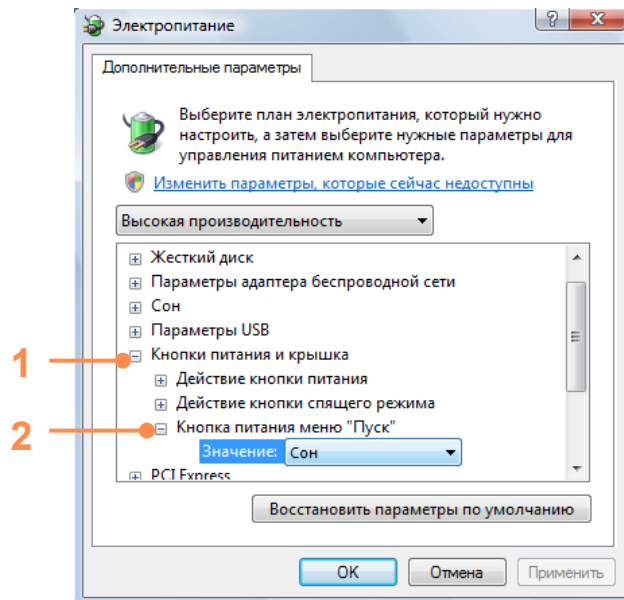 Электропитание
Дополнительные параметры
Выберите план электропитания, который нужно
настроить, а затем выберите нужные параметры для
управления питанием компьютера.
Изменить параметры, которые сейчас недоступны
Высокая производительность
Жесткий диск
Параметры адаптера беспроводной сети
Сон
Параметры USB
1 Кнопки питания и крышка
Действие кнопки питания
Действие кнопки спящего режима
2 Кнопка питания меню "Пуск"
Значение: Сон
PCI Express
Восстановить параметры по умолчанию
OK Отмена Применить